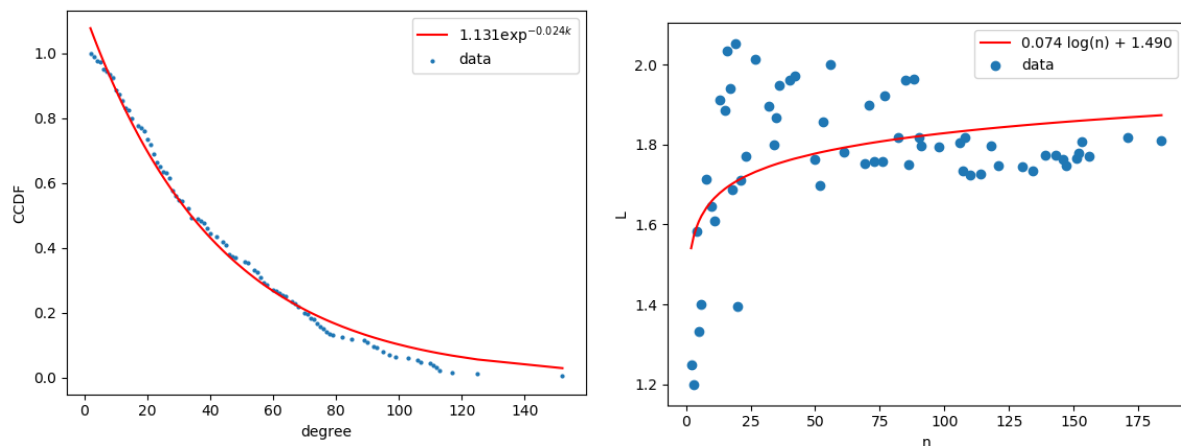 1.131exp^{-0.024k}
data
1.0
0.8
0.6
0.4
0.2
0.0
CCDF
0 20 40 60 80 100 120 140
degree
0.074 log(n) + 1.490
data
2.0
1.8
1.6
1.4
1.2
L
0 25 50 75 100 125 150 175
n